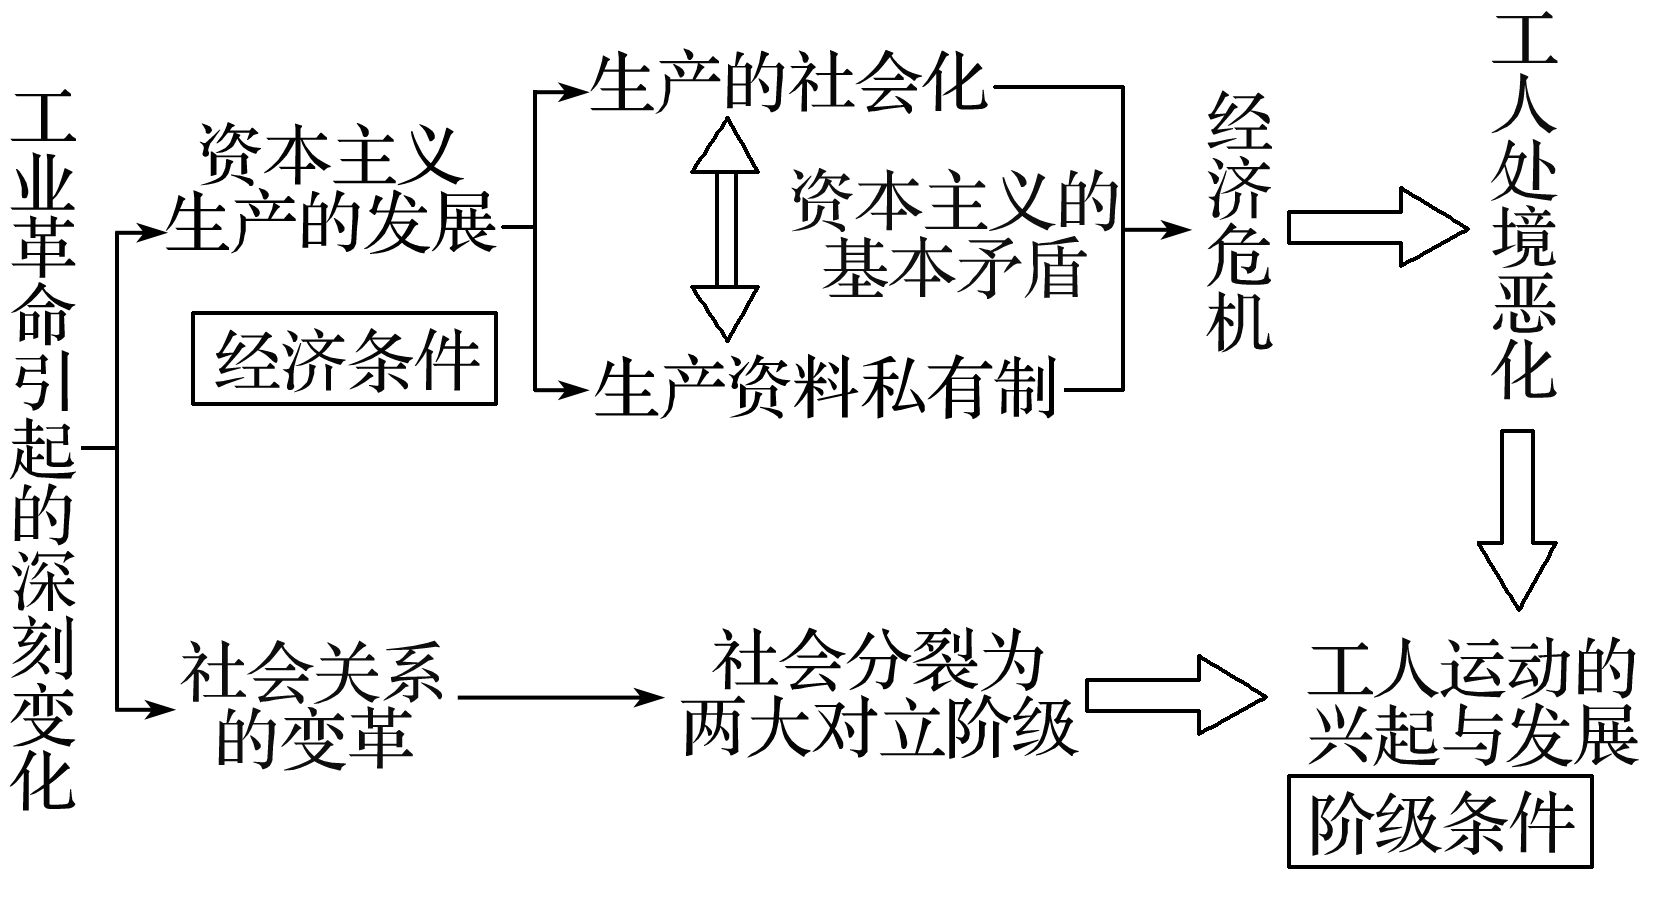 工业革命引起的深刻变化
资本主义
生产的发展
经济条件
生产的社会化
资本主义的
基本矛盾
生产资料私有制
经济危机
工人处境恶化
社会关系
的变革
社会分裂为
两大对立阶级
工人运动的
兴起与发展
阶级条件